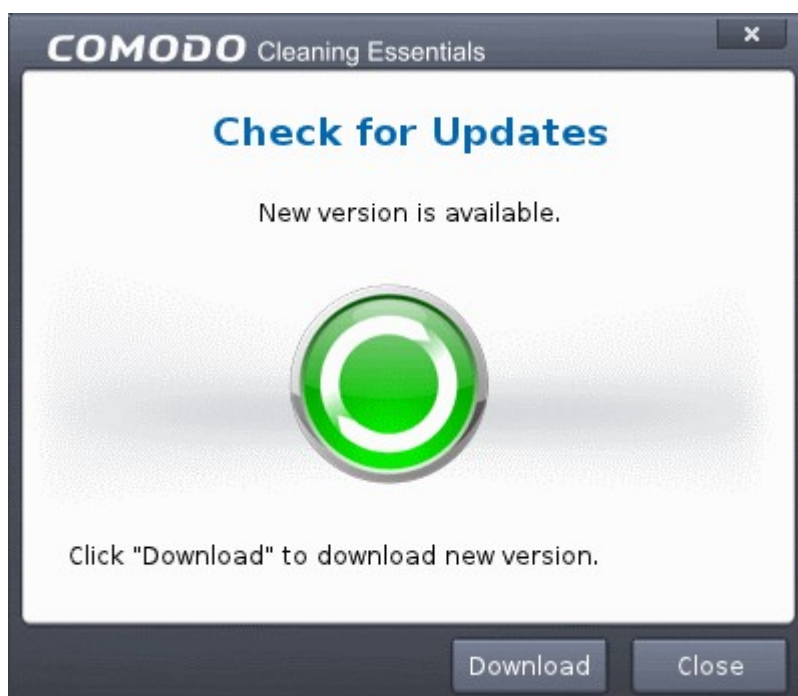 COMODO Cleaning Essentials
Check for Updates
New version is available.
Click "Download" to download new version.
Download Close